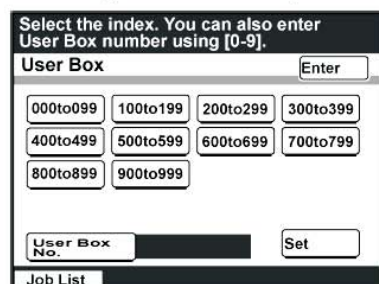 Select the index. You can also enter
User Box number using [0-9].
User Box
Enter
000to099 100to199 200to299 300to399
400to499 500to599 600to699 700to799
800to899 900to999
User Box
No.
Set
Job List